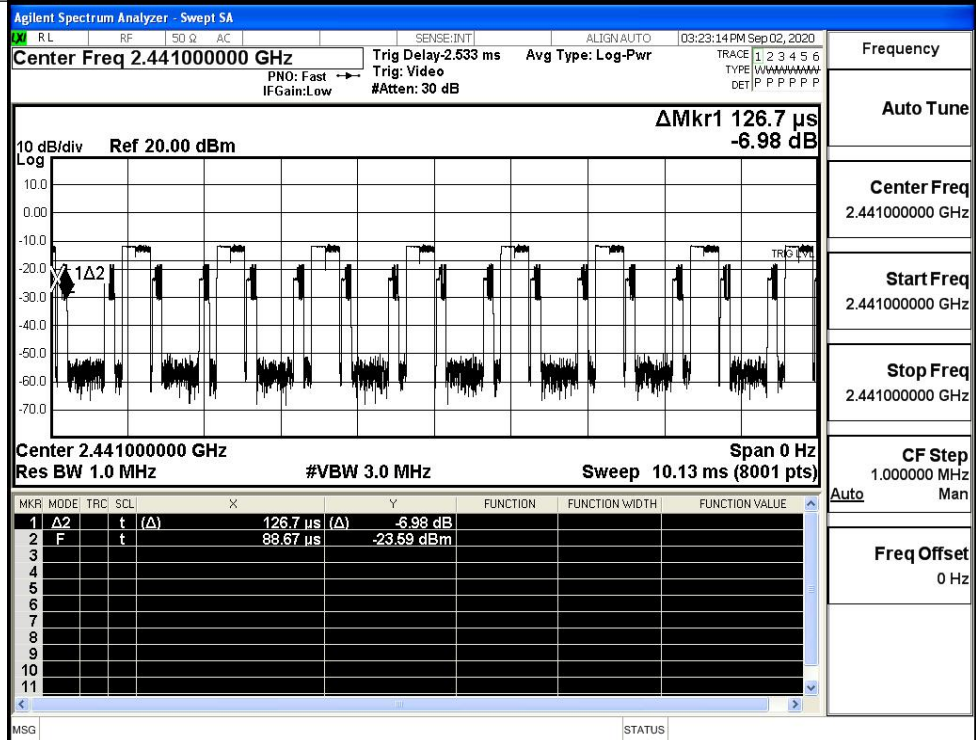 Agilent Spectrum Analyzer - Swept SA
RL RF 50 Ω AC SENSE:INT ALIGNAUTO 03:23:14 PM Sep 02, 2020
Center Freq 2.441000000 GHz
PNO: Fast
IFGain:Low
Trig Delay-2.533 ms
Trig: Video
#Atten: 30 dB
Avg Type: Log-Pwr
TRACE 1 2 3 4 5 6
TYPE WWWWWW
DET P P P P P P
ΔMkr1 126.7 µs
-6.98 dB
10 dB/div Ref 20.00 dBm
Log
10.0
0.00
-10.0
-20.0
-30.0
-40.0
-50.0
-60.0
-70.0
1Δ2
TRIG LVL
Center 2.441000000 GHz Span 0 Hz
Res BW 1.0 MHz #VBW 3.0 MHz Sweep 10.13 ms (8001 pts)
MKR MODE TRC SCL X Y FUNCTION FUNCTION WIDTH FUNCTION VALUE
1 Δ2 t (Δ) 126.7 µs (Δ) -6.98 dB
2 F t 88.67 µs -23.59 dBm
3
4
5
6
7
8
9
10
11
MSG STATUS
Frequency
Auto Tune
Center Freq
2.441000000 GHz
Start Freq
2.441000000 GHz
Stop Freq
2.441000000 GHz
CF Step
1.000000 MHz
Auto Man
Freq Offset
0 Hz